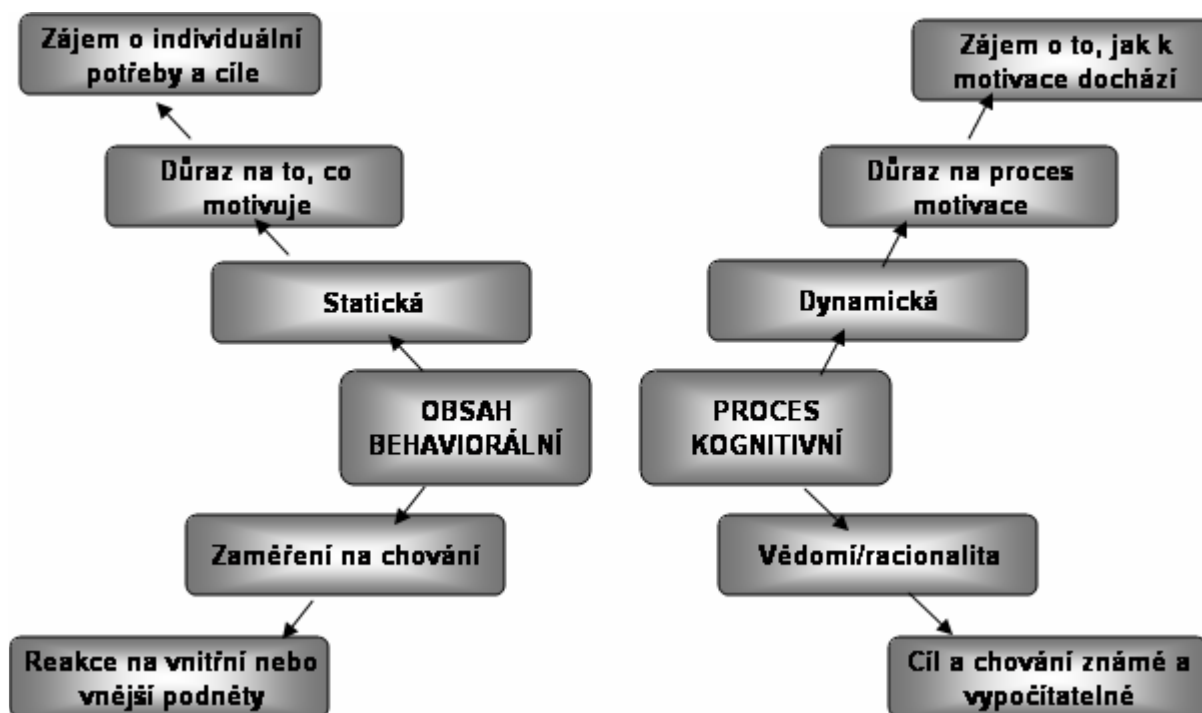 Zájem o individuální
potřeby a cíle
Zájem o to, jak k
motivace dochází
Důraz na to, co
motivuje
Důraz na proces
motivace
Statická
Dynamická
OBSAH
BEHAVIORÁLNÍ
PROCES
KOGNITIVNÍ
Zaměření na chování
Vědomí/racionalita
Reakce na vnitřní nebo
vnější podněty
Cíl a chování známé a
vypočítatelné